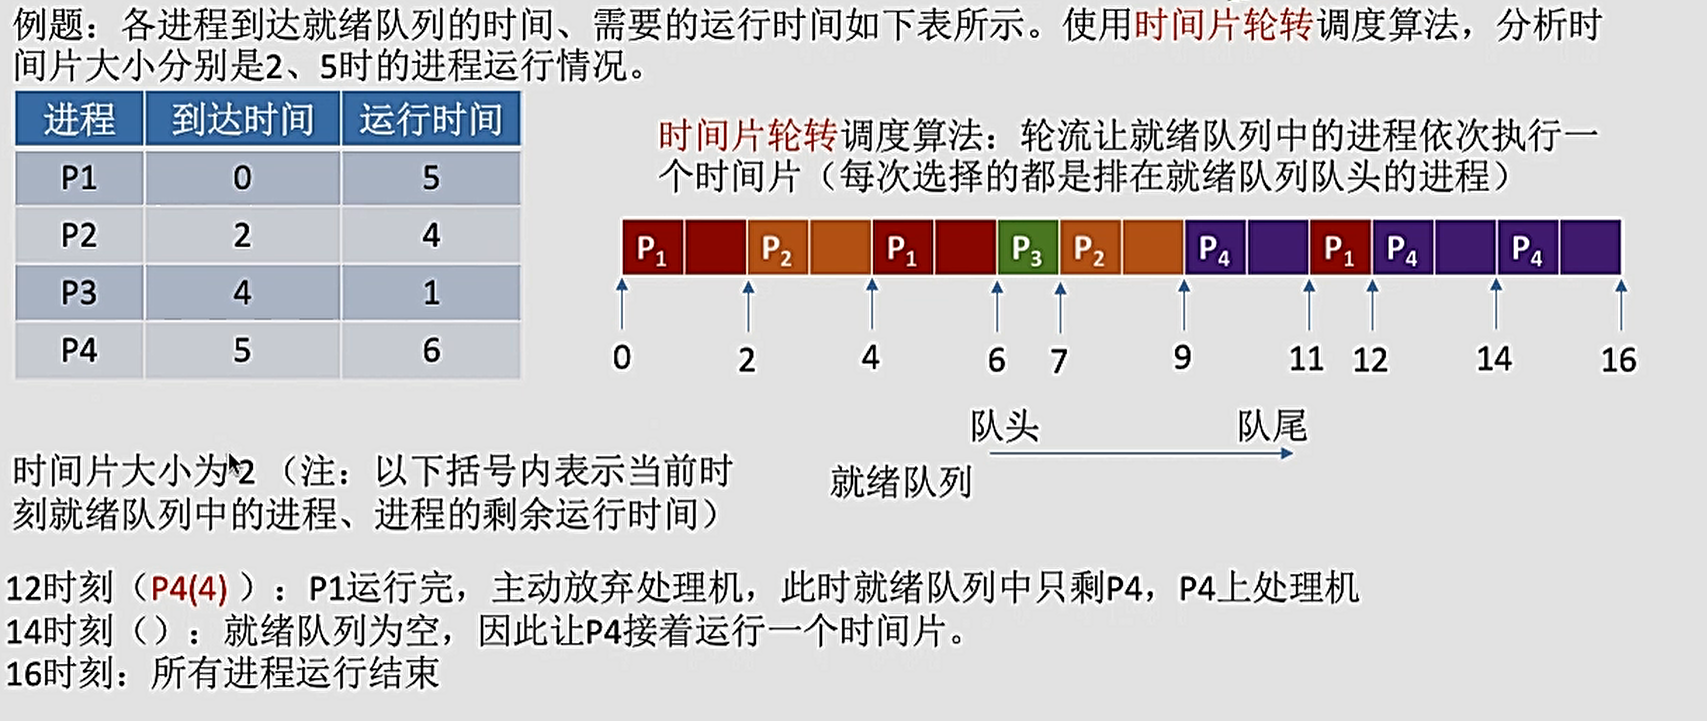 例题：各进程到达就绪队列的时间、需要的运行时间如下表所示。使用时间片轮转调度算法，分析时
间片大小分别是2、5时的进程运行情况。
进程 到达时间 运行时间
P1 0 5
P2 2 4
P3 4 1
P4 5 6
时间片轮转调度算法：轮流让就绪队列中的进程依次执行一
个时间片（每次选择的都是排在就绪队列队头的进程）
P1 P2 P1 P3 P2 P4 P1 P4 P4
0 2 4 6 7 9 11 12 14 16
队头 队尾
就绪队列
时间片大小为2（注：以下括号内表示当前时
刻就绪队列中的进程、进程的剩余运行时间）
12时刻（P4(4)）：P1运行完，主动放弃处理机，此时就绪队列中只剩P4，P4上处理机
14时刻（）：就绪队列为空，因此让P4接着运行一个时间片。
16时刻：所有进程运行结束